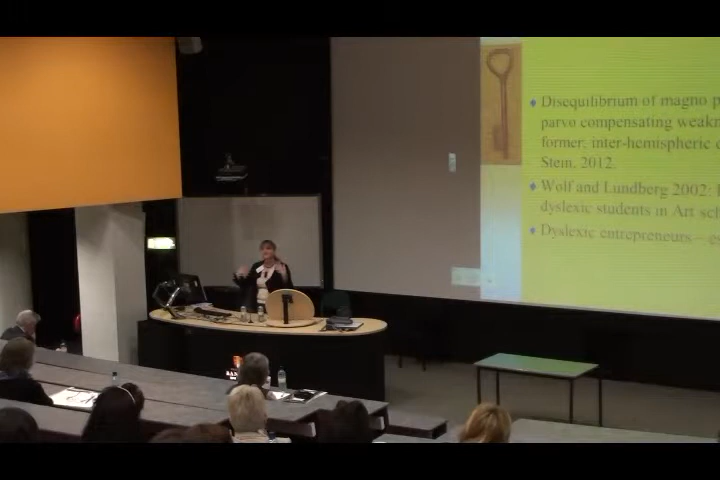 Disequilibrium of magno p
parvo compensating weakn
former, inter-hemispheric
Stein, 2012.
Wolf and Lundberg 2002:
dyslexic students in Art sch
Dyslexic entrepreneurs –
BAN